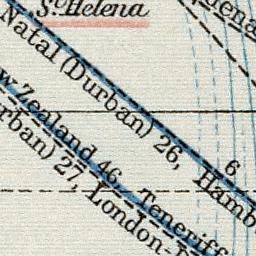 St Helena
Natal (Durban) 26, Hamb
6
w Zealand 46, Teneriff
rban) 27, London-